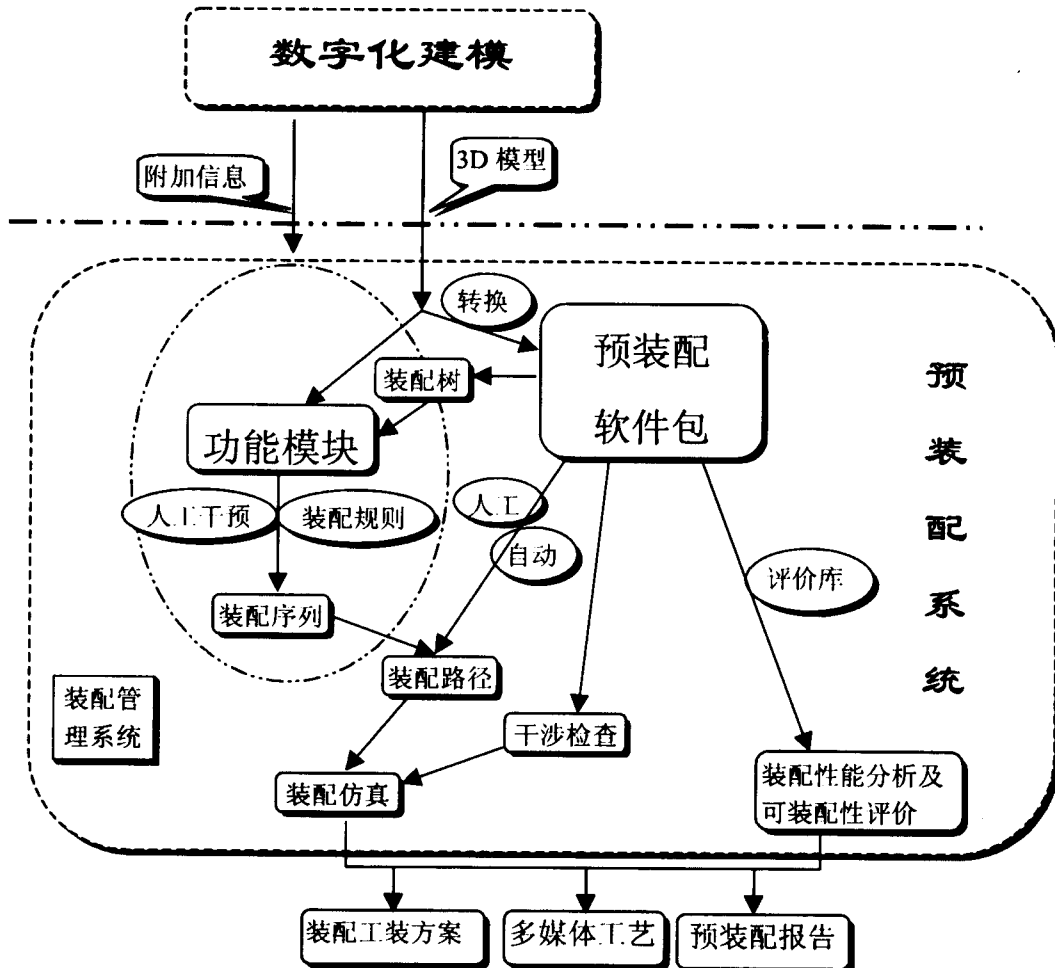 数字化建模
附加信息
3D 模型
转换
预装配
软件包
装配树
功能模块
人工干预
装配规则
人工
自动
评价库
装配序列
装配路径
干涉检查
装配仿真
装配性能分析及
可装配性评价
装配管
理系统
预
装
配
系
统
装配工装方案
多媒体工艺
预装配报告